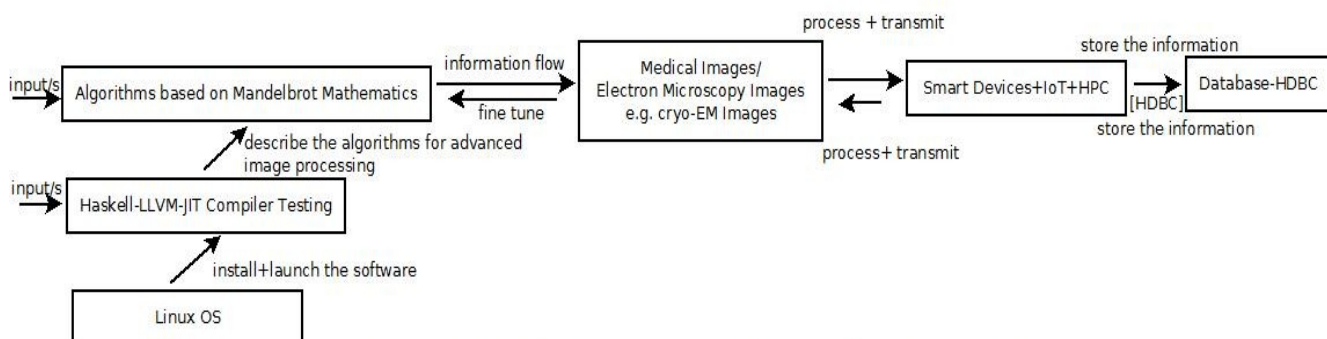 process + transmit
store the information
input/s
Algorithms based on Mandelbrot Mathematics
information flow
fine tune
Medical Images/
Electron Microscopy Images
e.g. cryo-EM Images
Smart Devices+IoT+HPC
[HDBC]
Database-HDBC
store the information
process+ transmit
describe the algorithms for advanced
image processing
input/s
Haskell-LLVM-JIT Compiler Testing
install+launch the software
Linux OS